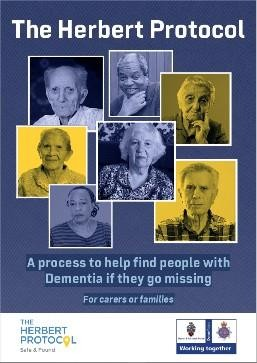 The Herbert Protocol
A process to help find people with
Dementia if they go missing
For carers or families
THE
HERBERT
PROTOCOL
Safe & Found
Working together